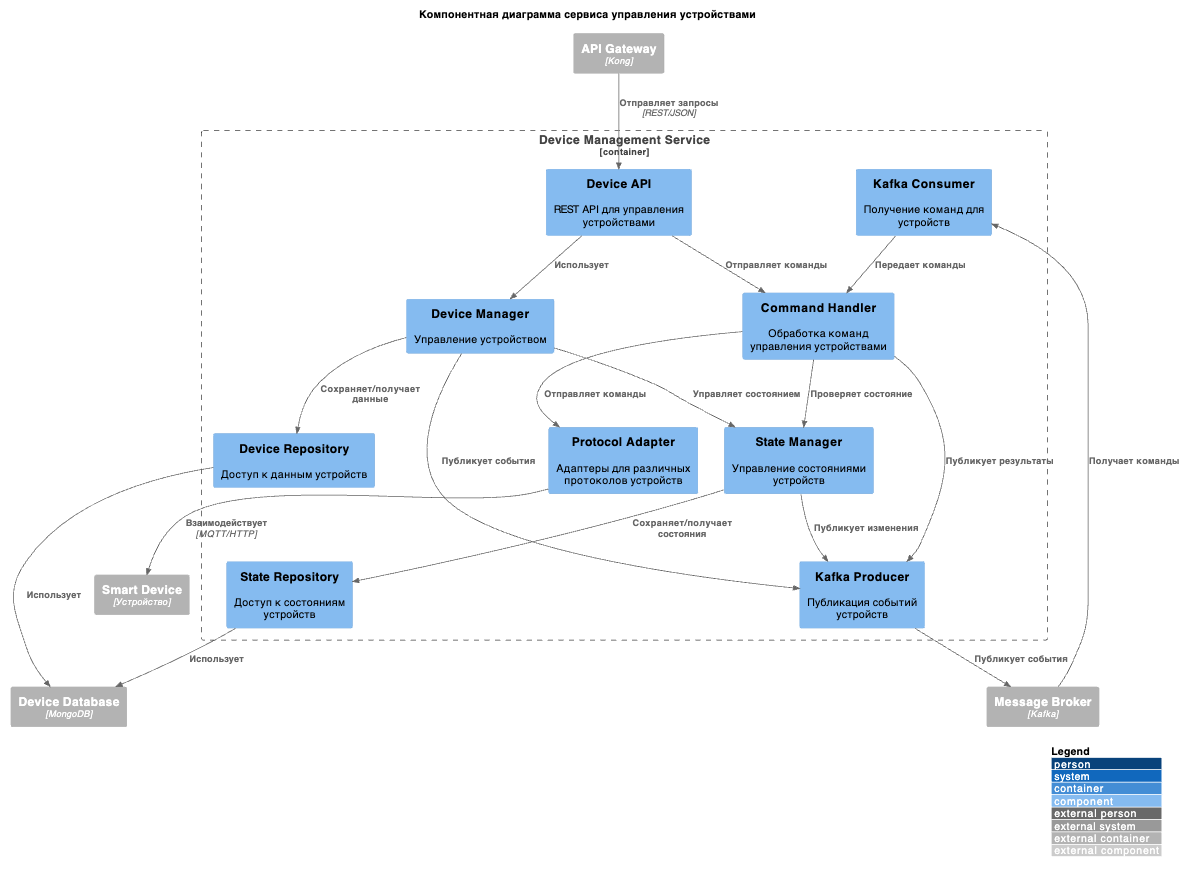 Компонентная диаграмма сервиса управления устройствами
API Gateway
[Kong]
Отправляет запросы
[REST/JSON]
Device Management Service
[container]
Device API
REST API для управления
устройствами
Kafka Consumer
Получение команд для
устройств
Использует
Отправляет команды
Передает команды
Device Manager
Управление устройством
Command Handler
Обработка команд
управления устройствами
Сохраняет/получает
данные
Отправляет команды
Управляет состоянием
Проверяет состояние
Device Repository
Доступ к данным устройств
Публикует события
Protocol Adapter
Адаптеры для различных
протоколов устройств
State Manager
Управление состояниями
устройств
Публикует результаты
Получает команды
Взаимодействует
[MQTT/HTTP]
Сохраняет/получает
состояния
Публикует изменения
Smart Device
[Устройство]
State Repository
Доступ к состояниям
устройств
Kafka Producer
Публикация событий
устройств
Использует
Использует
Публикует события
Device Database
[MongoDB]
Message Broker
[Kafka]
Legend
person
system
container
component
external person
external system
external container
external component